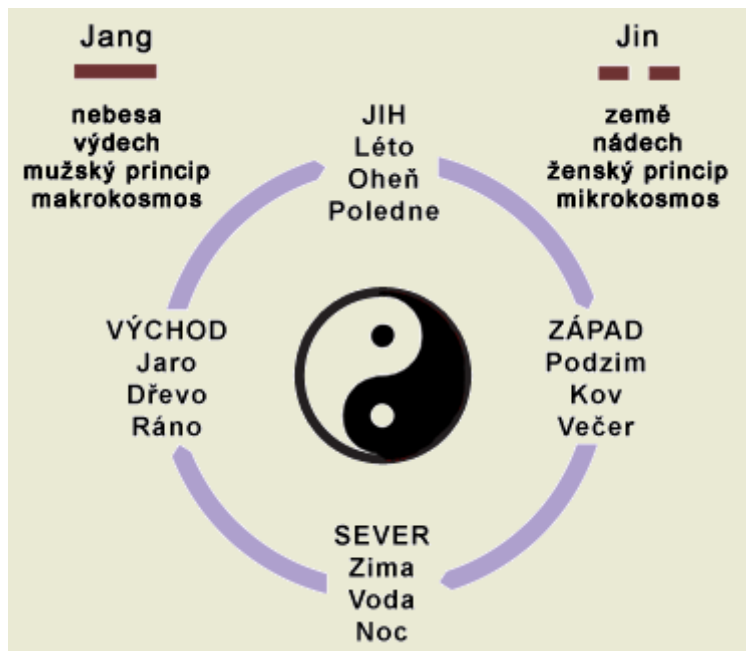 Jang
nebesa
výdech
mužský princip
makrokosmos
Jin
země
nádech
ženský princip
mikrokosmos
JIH
Léto
Oheň
Poledne
VÝCHOD
Jaro
Dřevo
Ráno
ZÁPAD
Podzim
Kov
Večer
SEVER
Zima
Voda
Noc